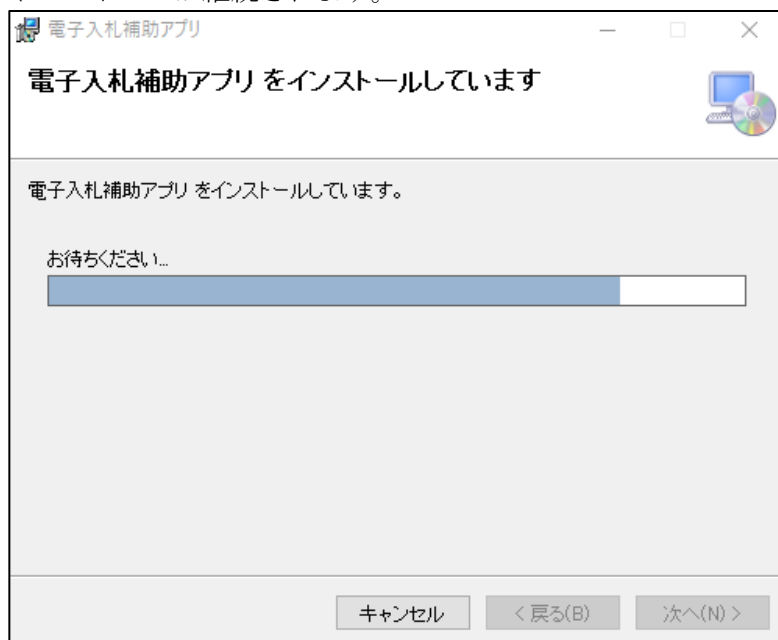 電子入札補助アプリ
電子入札補助アプリ をインストールしています
電子入札補助アプリ をインストールしています。
お待ちください...
キャンセル
< 戻る(B)
次へ(N) >